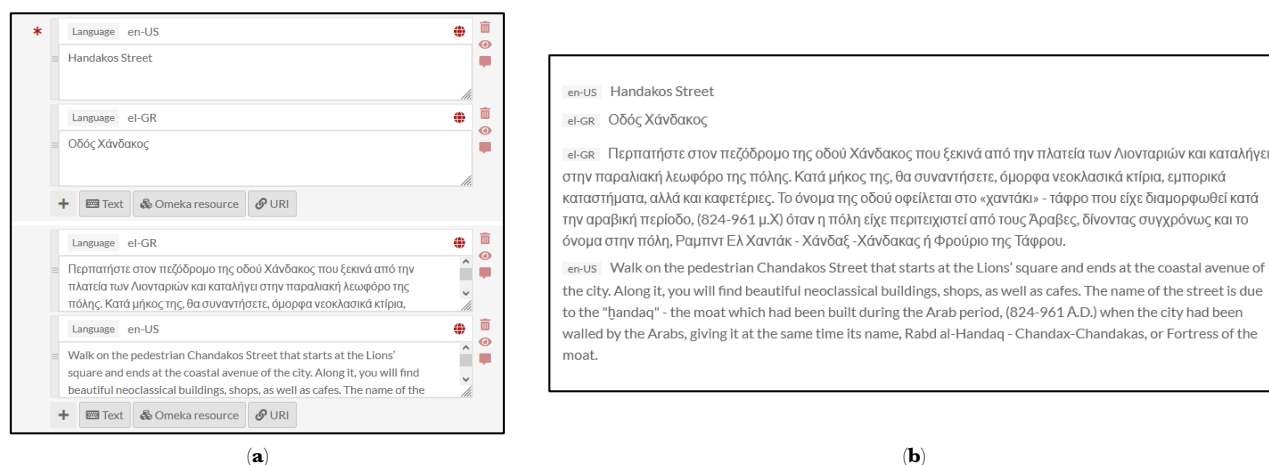 * Language en-US
Handakos Street
Language el-GR
Οδός Χάνδακος
+ Text Omeka resource URI
Language el-GR
Περπατήστε στον πεζόδρομο της οδού Χάνδακος που ξεκινά από την
πλατεία των Λιονταριών και καταλήγει στην παραλιακή λεωφόρο της
πόλης. Κατά μήκος της, θα συναντήσετε, όμορφα νεοκλασικά κτίρια,
Language en-US
Walk on the pedestrian Chandakos Street that starts at the Lions'
square and ends at the coastal avenue of the city. Along it, you will find
beautiful neoclassical buildings, shops, as well as cafes. The name of the
+ Text Omeka resource URI
(a)
en-US Handakos Street
el-GR Οδός Χάνδακος
el-GR Περπατήστε στον πεζόδρομο της οδού Χάνδακος που ξεκινά από την πλατεία των Λιονταριών και καταλήγει
στην παραλιακή λεωφόρο της πόλης. Κατά μήκος της, θα συναντήσετε, όμορφα νεοκλασικά κτίρια, εμπορικά
καταστήματα, αλλά και καφετέριες. Το όνομα της οδού οφείλεται στο «χαντάκι» - τάφρο που είχε διαμορφωθεί κατά
την αραβική περίοδο, (824-961 μ.Χ) όταν η πόλη είχε περιτειχιστεί από τους Άραβες, δίνοντας συγχρόνως και το
όνομα στην πόλη, Ραμπντ Ελ Χαντάκ - Χάνδαξ -Χάνδακας ή Φρούριο της Τάφρου.
en-US Walk on the pedestrian Chandakos Street that starts at the Lions' square and ends at the coastal avenue of
the city. Along it, you will find beautiful neoclassical buildings, shops, as well as cafes. The name of the street is due
to the "ḫandaq" - the moat which had been built during the Arab period, (824-961 A.D.) when the city had been
walled by the Arabs, giving it at the same time its name, Rabd al-Handaq - Chandax-Chandakas, or Fortress of the
moat.
(b)